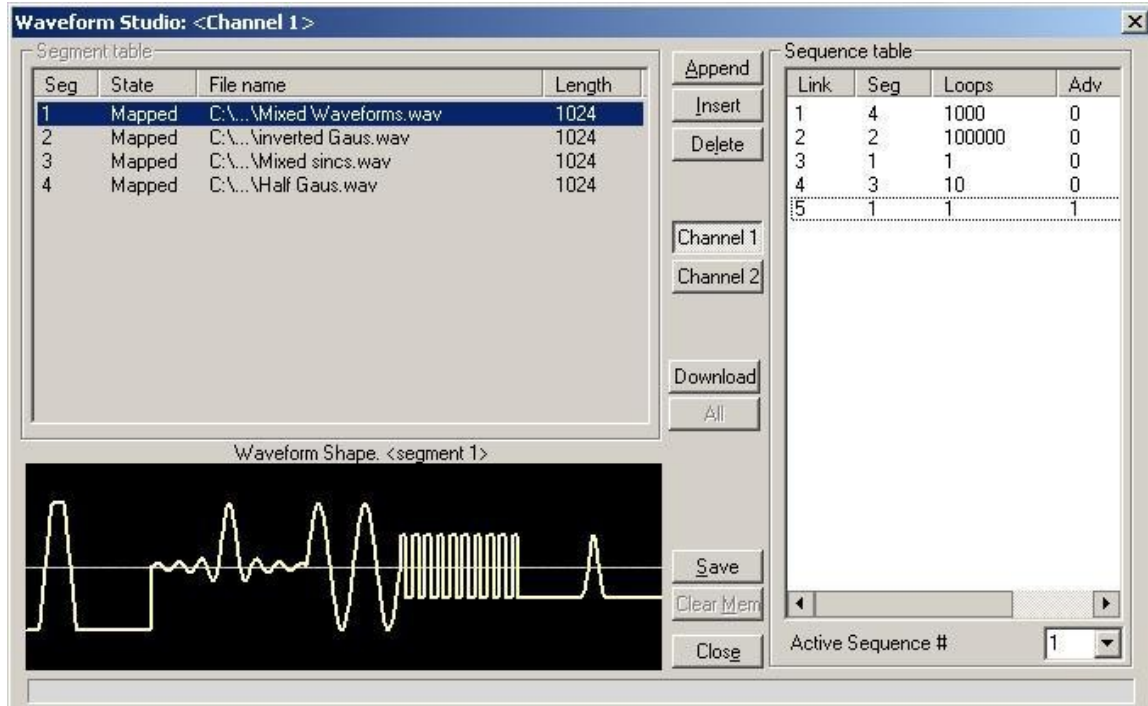 Waveform Studio: <Channel 1>
Segment table
Seg State File name Length
1 Mapped C:\...\Mixed Waveforms.wav 1024
2 Mapped C:\...\inverted Gaus.wav 1024
3 Mapped C:\...\Mixed sincs.wav 1024
4 Mapped C:\...\Half Gaus.wav 1024
Waveform Shape. <segment 1>
Append
Insert
Delete
Channel 1
Channel 2
Download
All
Save
Clear Mem
Close
Sequence table
Link Seg Loops Adv
1 4 1000 0
2 2 100000 0
3 1 1 0
4 3 10 0
5 1 1 1
Active Sequence # 1